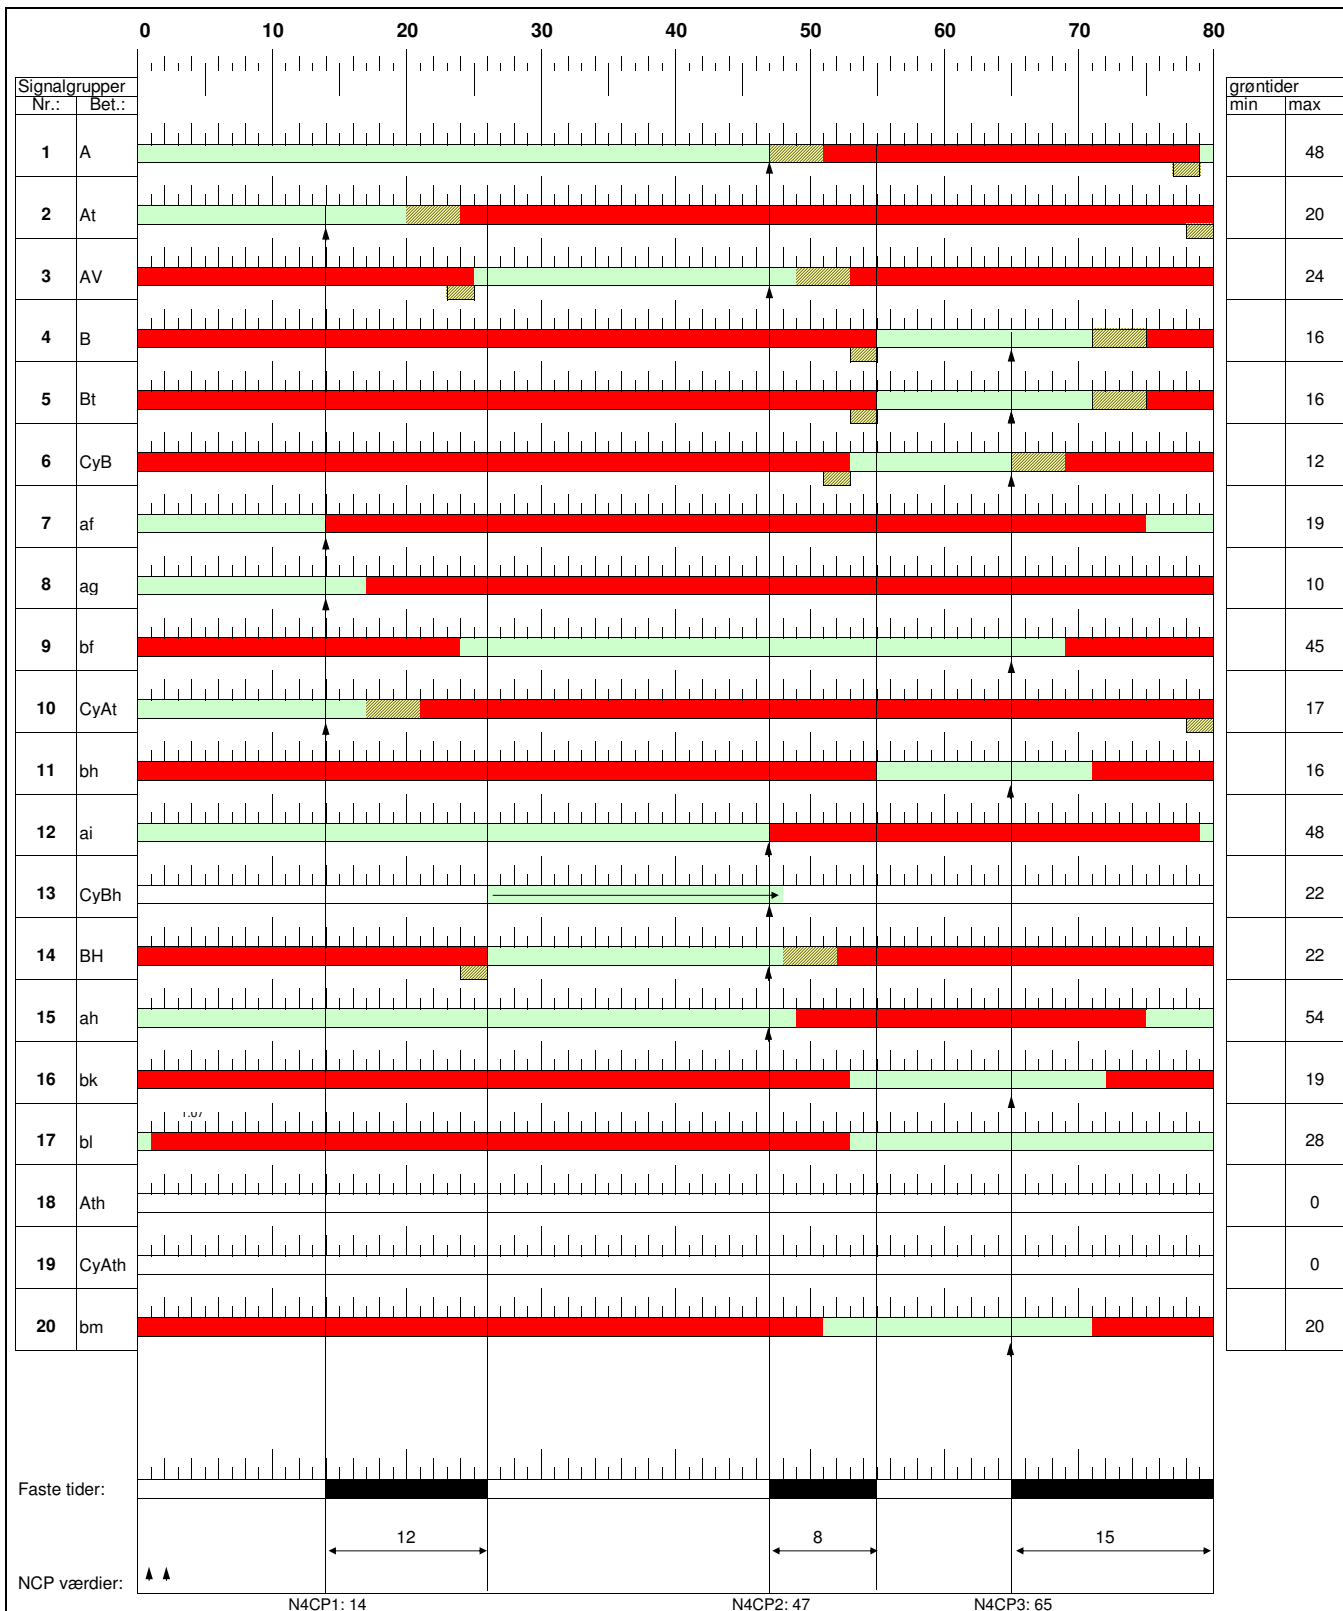 0 10 20 30 40 50 60 70 80
Signalgrupper grøntider
Nr.: Bet.: min max
1 A 48
2 At 20
3 AV 24
4 B 16
5 Bt 16
6 CyB 12
7 af 19
8 ag 10
9 bf 45
10 CyAt 17
11 bh 16
12 ai 48
13 CyBh 22
14 BH 22
15 ah 54
16 bk 19
17 bl 28
18 Ath 0
19 CyAth 0
20 bm 20
Faste tider:
12 8 15
NCP værdier:
N4CP1: 14 N4CP2: 47 N4CP3: 65